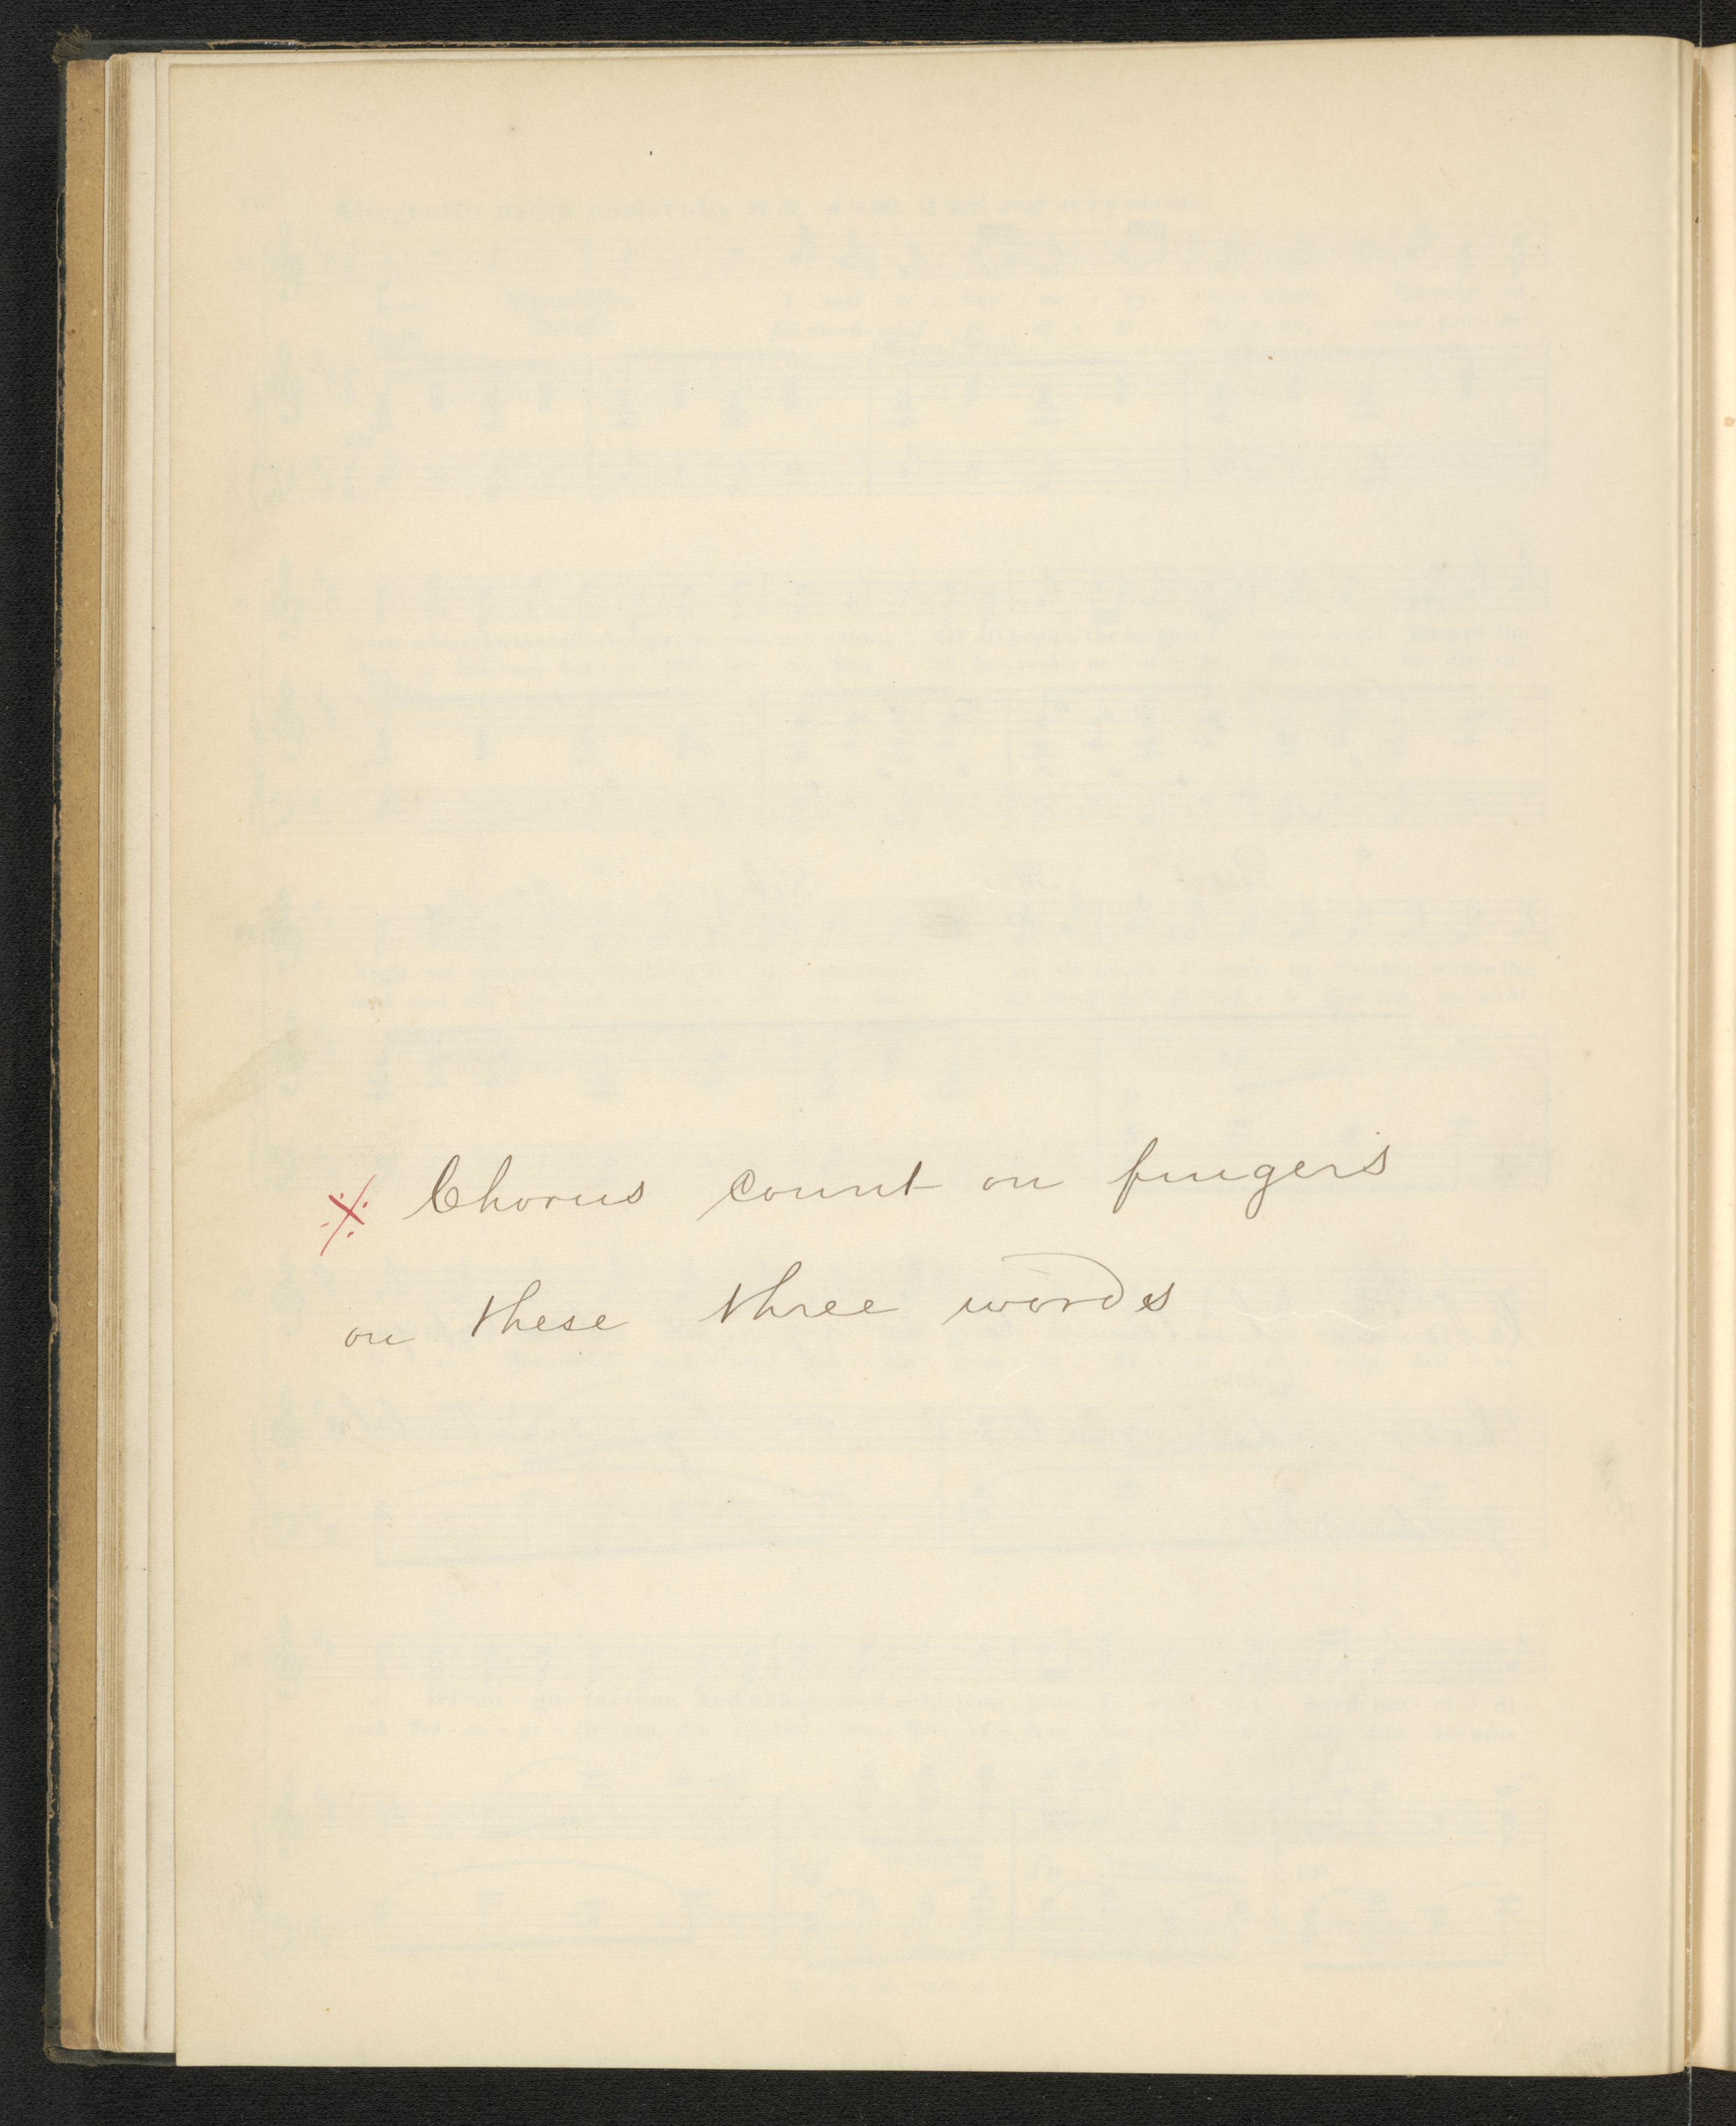 ※ Chorus count on fingers
on these three words